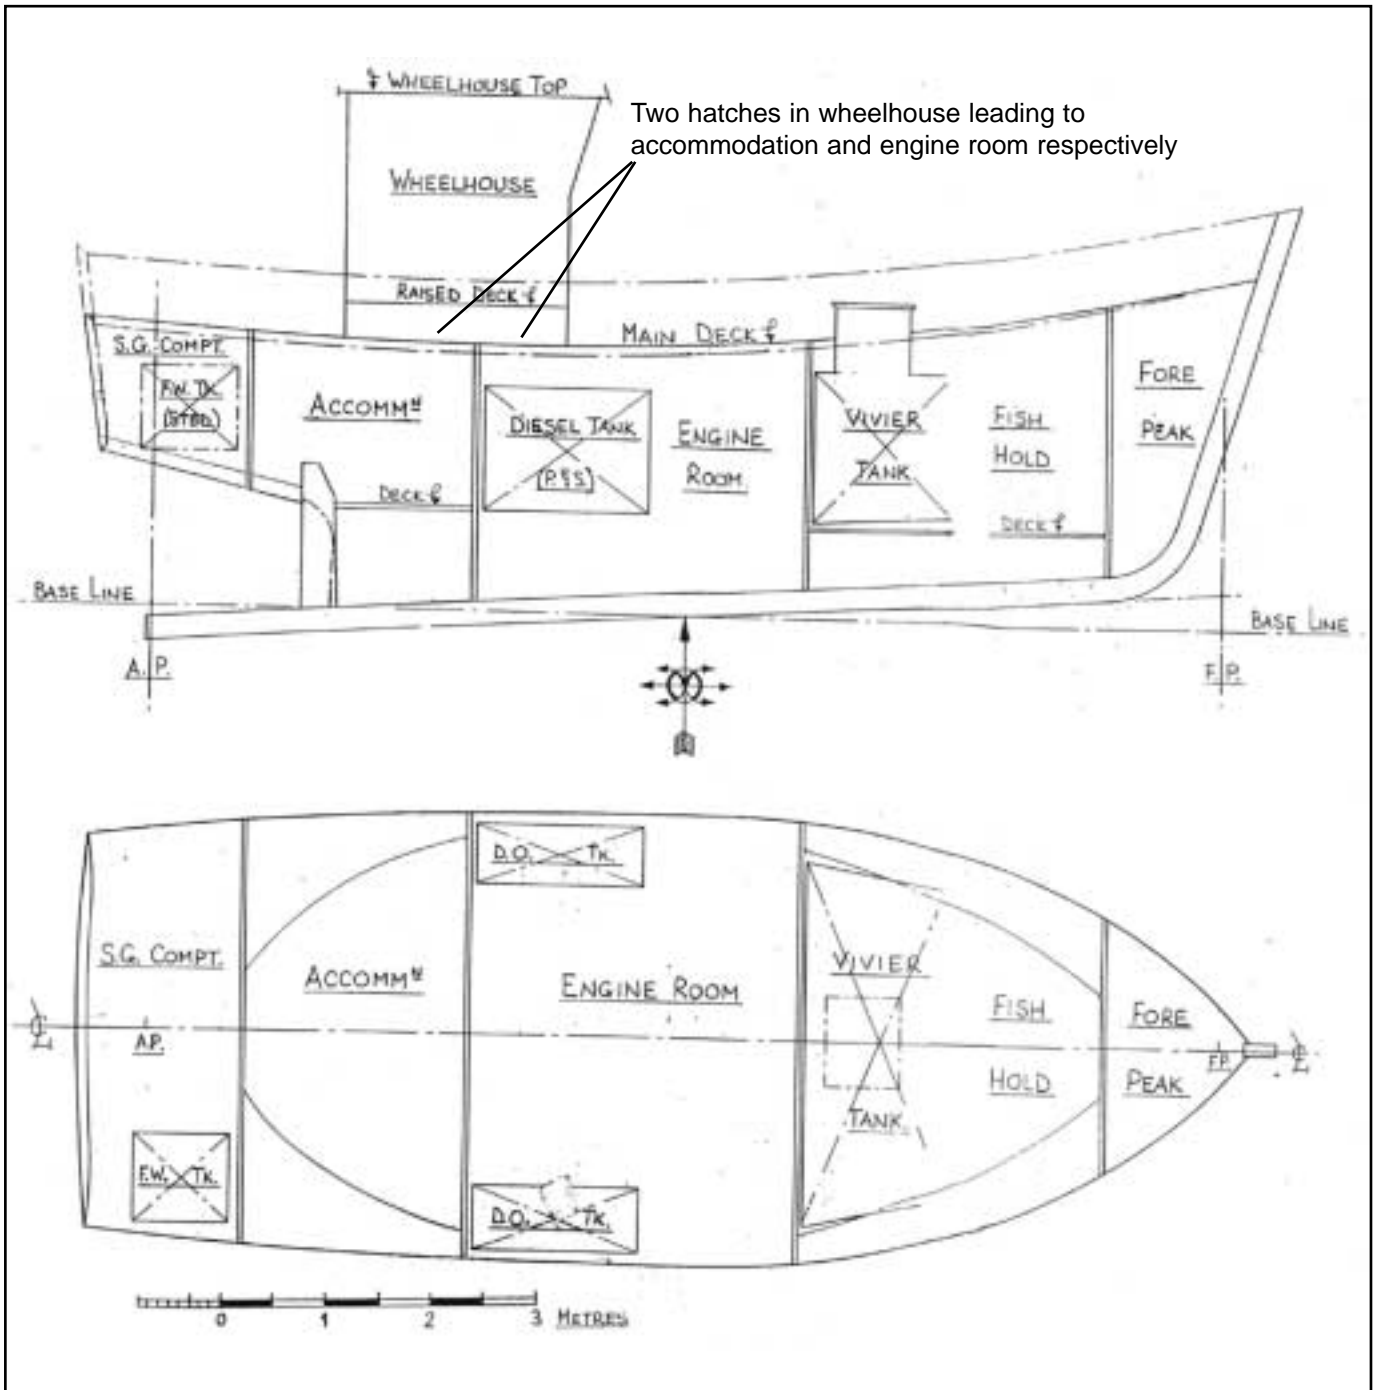 ℄ WHEELHOUSE TOP
Two hatches in wheelhouse leading to
accommodation and engine room respectively
WHEELHOUSE
RAISED DECK ℄
MAIN DECK ℄
S.G. COMPT.
F.W. TK.
(STBD)
ACCOMMᴺ
DECK ℄
DIESEL TANK
(P.& S.)
ENGINE
ROOM.
VIVIER
TANK
FISH
HOLD
DECK ℄
FORE
PEAK
BASE LINE
BASE LINE
A.P.
F.P.
D.O. TK.
S.G. COMPT.
ACCOMMᴺ
ENGINE ROOM
VIVIER
TANK.
FISH
HOLD
FORE
PEAK
℄
A.P.
F.P.
℄
F.W. TK.
D.O. TK.
0 1 2 3 METRES